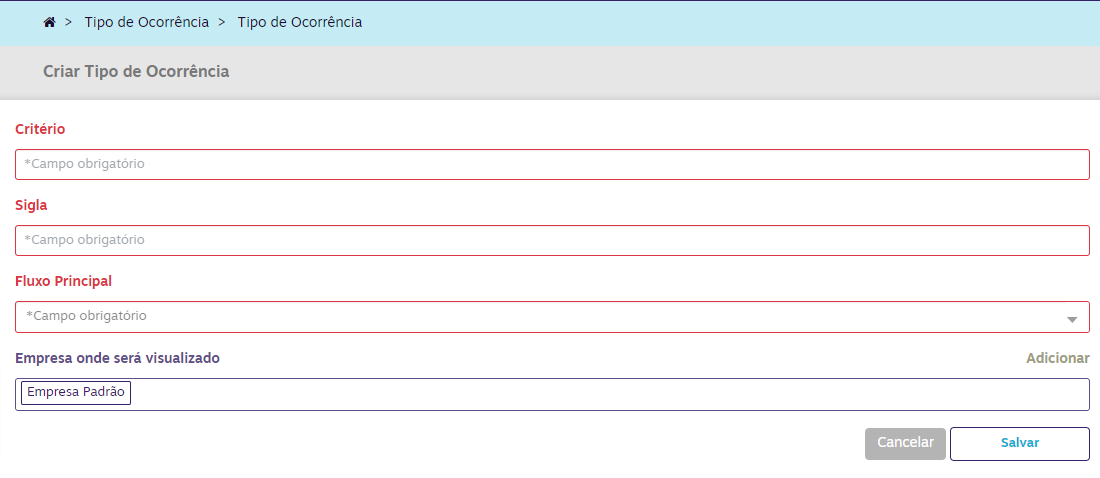 > Tipo de Ocorrência > Tipo de Ocorrência
Criar Tipo de Ocorrência
Critério
*Campo obrigatório
Sigla
*Campo obrigatório
Fluxo Principal
*Campo obrigatório
Empresa onde será visualizado Adicionar
Empresa Padrão
Cancelar Salvar